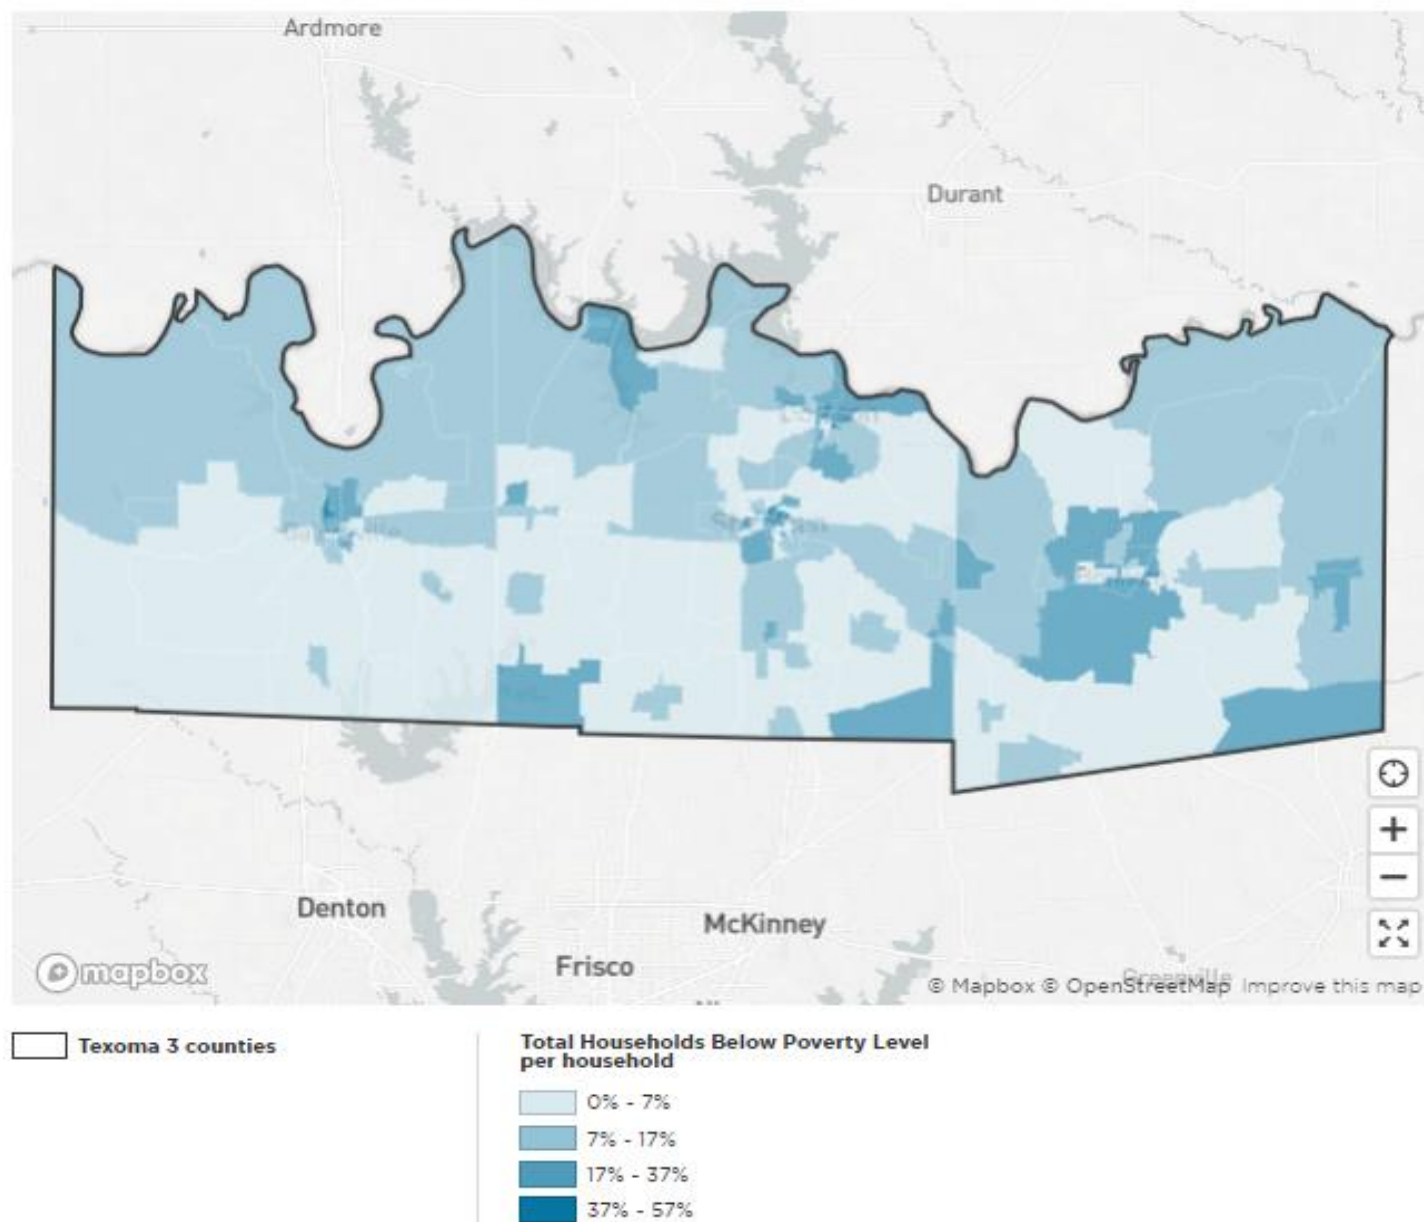 Ardmore
Durant
Denton
McKinney
Frisco
Greenville
mapbox
© Mapbox © OpenStreetMap Improve this map
Texoma 3 counties
Total Households Below Poverty Level
per household
0% - 7%
7% - 17%
17% - 37%
37% - 57%